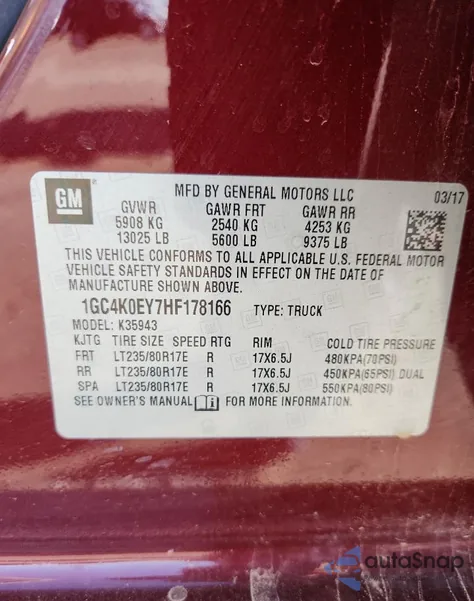 GM
MFD BY GENERAL MOTORS LLC 03/17
GVWR GAWR FRT GAWR RR
5908 KG 2540 KG 4253 KG
13025 LB 5600 LB 9375 LB
THIS VEHICLE CONFORMS TO ALL APPLICABLE U.S. FEDERAL MOTOR
VEHICLE SAFETY STANDARDS IN EFFECT ON THE DATE OF
MANUFACTURE SHOWN ABOVE.
1GC4K0EY7HF178166 TYPE: TRUCK
MODEL: K35943
KJTG TIRE SIZE SPEED RTG RIM COLD TIRE PRESSURE
FRT LT235/80R17E R 17X6.5J 480KPA(70PSI)
RR LT235/80R17E R 17X6.5J 450KPA(65PSI) DUAL
SPA LT235/80R17E R 17X6.5J 550KPA(80PSI)
SEE OWNER'S MANUAL FOR MORE INFORMATION.
autoSnap